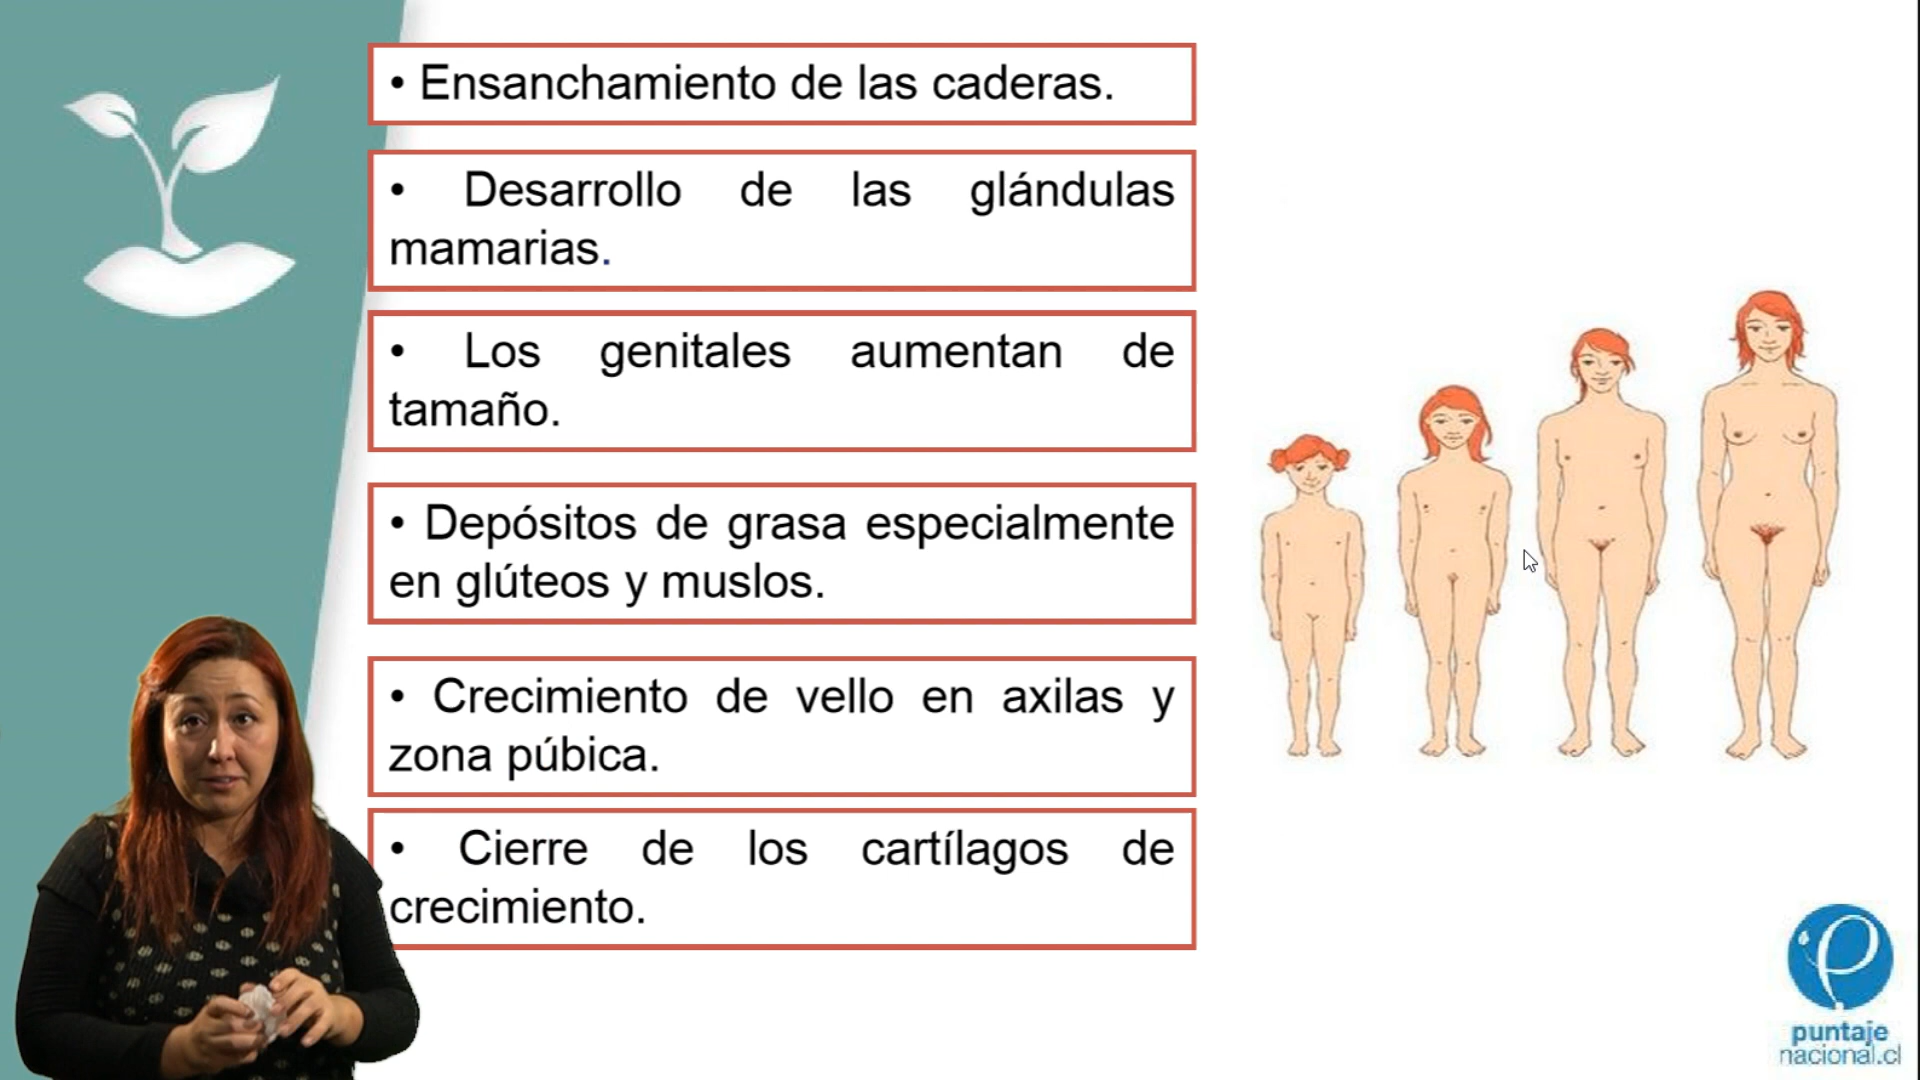 • Ensanchamiento de las caderas.
• Desarrollo de las glándulas
mamarias.
• Los genitales aumentan de
tamaño.
• Depósitos de grasa especialmente
en glúteos y muslos.
• Crecimiento de vello en axilas y
zona púbica.
• Cierre de los cartílagos de
crecimiento.
puntaje
nacional.cl